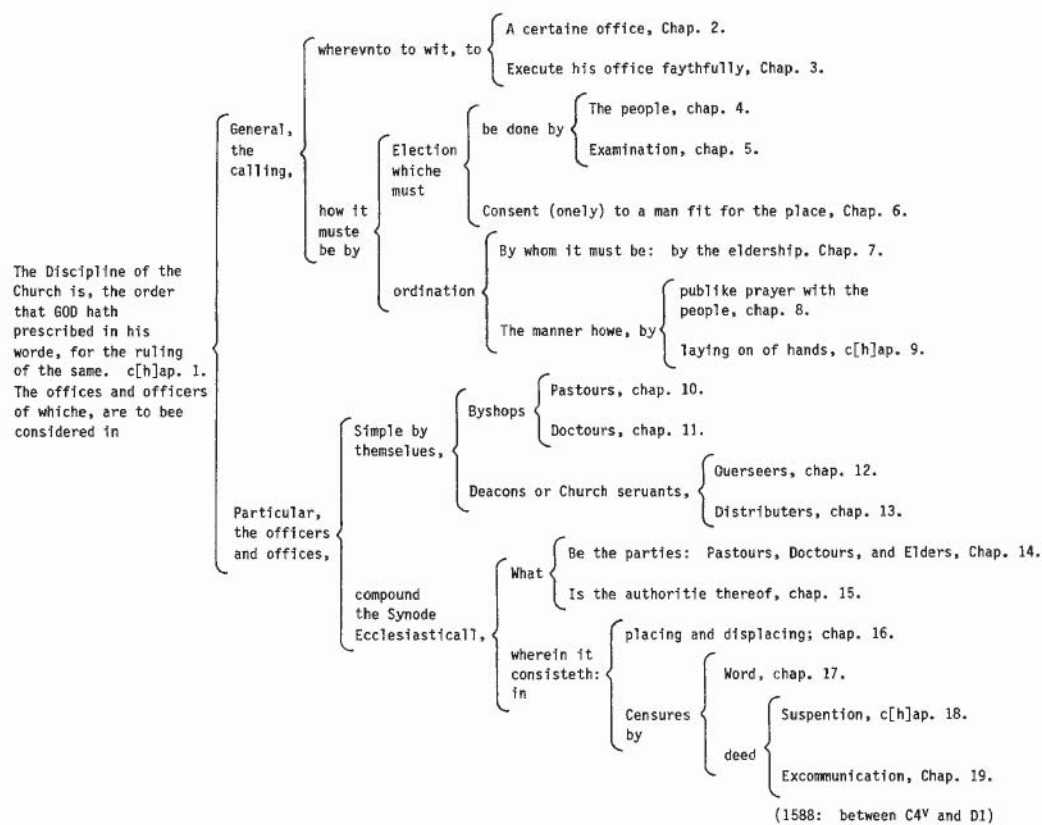 The Discipline of the
Church is, the order
that GOD hath
prescribed in his
worde, for the ruling
of the same. c[h]ap. 1.
The offices and officers
of whiche, are to bee
considered in
General,
the
calling,
wherevnto to wit, to
A certaine office, Chap. 2.
Execute his office faythfully, Chap. 3.
how it
muste
be by
Election
whiche
must
be done by
The people, chap. 4.
Examination, chap. 5.
Consent (onely) to a man fit for the place, Chap. 6.
ordination
By whom it must be: by the eldership. Chap. 7.
The manner howe, by
publike prayer with the
people, chap. 8.
laying on of hands, c[h]ap. 9.
Particular,
the officers
and offices,
Simple by
themselues,
Byshops
Pastours, chap. 10.
Doctours, chap. 11.
Deacons or Church seruants,
Ouerseers, chap. 12.
Distributers, chap. 13.
compound
the Synode
Ecclesiasticall,
What
Be the parties: Pastours, Doctours, and Elders, Chap. 14.
Is the authoritie thereof, chap. 15.
wherein it
consisteth:
in
placing and displacing; chap. 16.
Censures
by
Word, chap. 17.
deed
Suspention, c[h]ap. 18.
Excommunication, Chap. 19.
(1588: between C4ᵛ and D1)